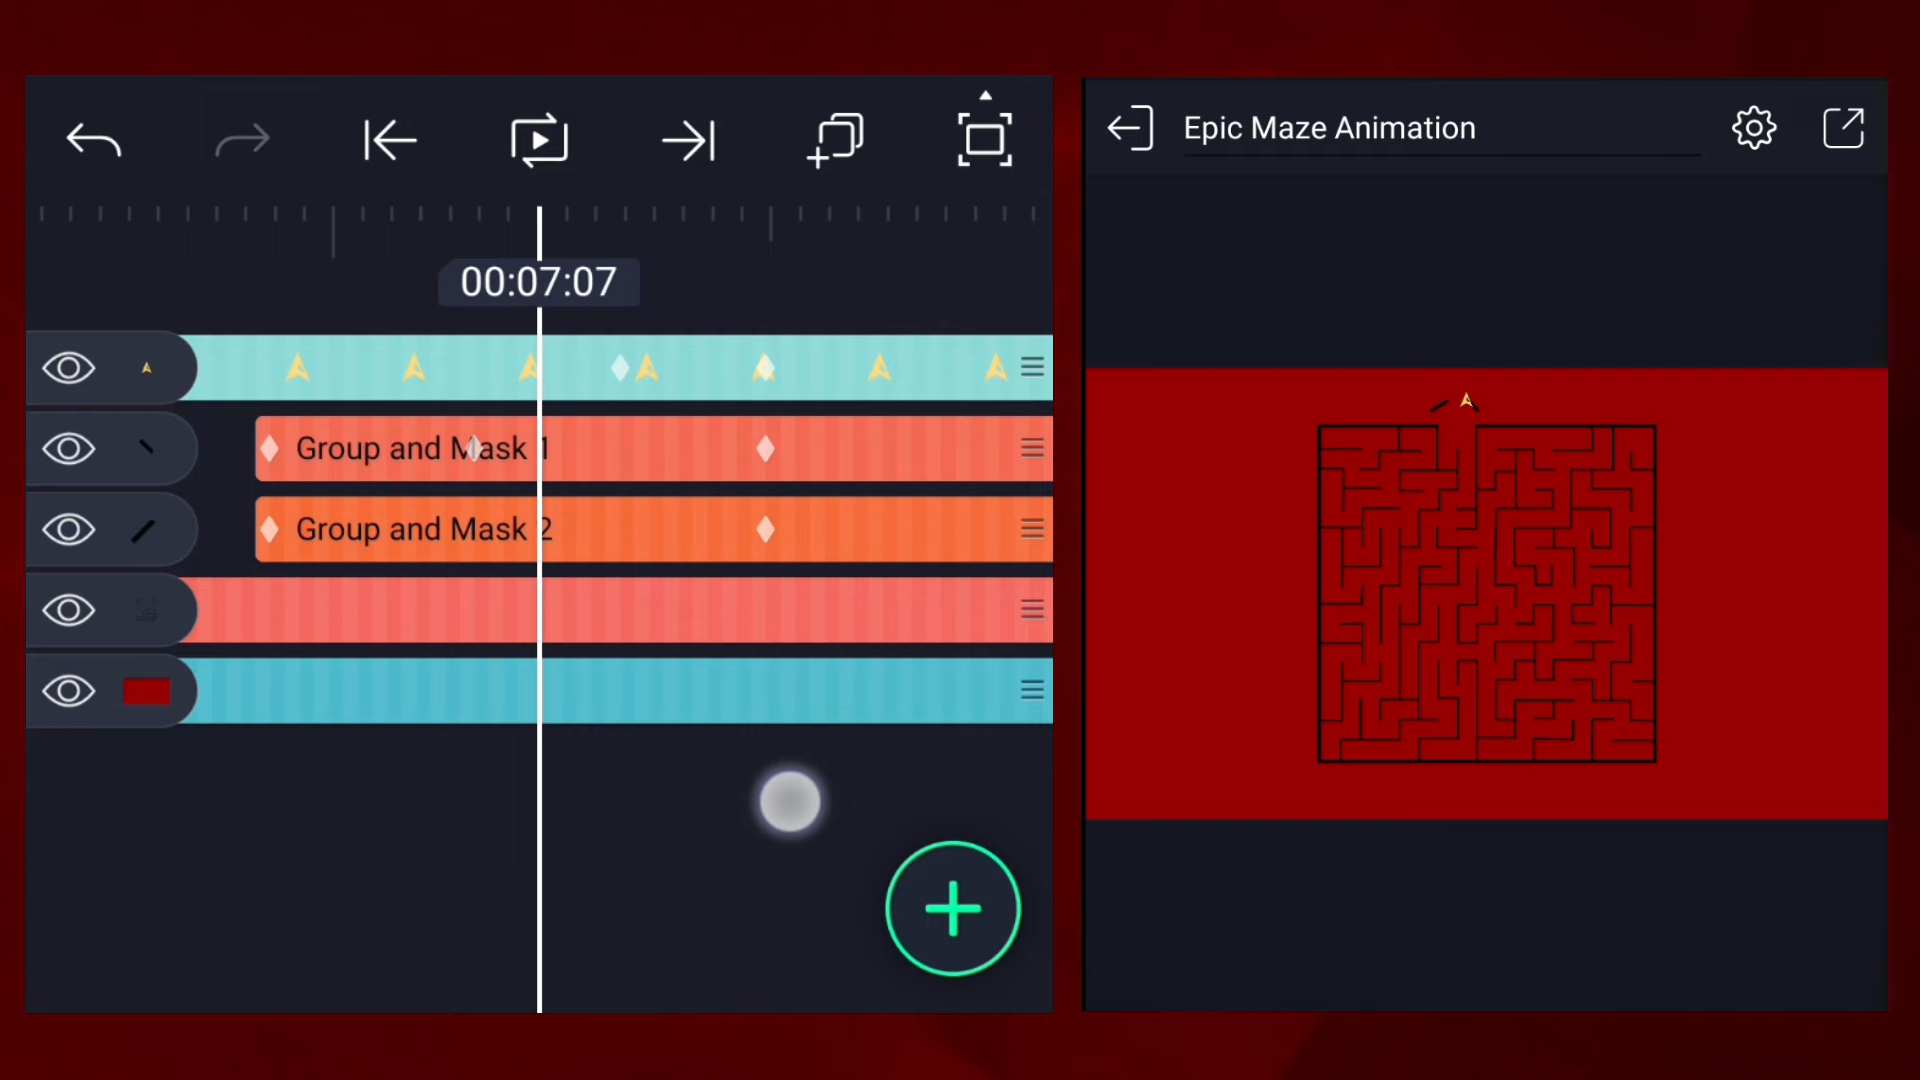 Epic Maze Animation
00:07:07
Group and Mask 1
Group and Mask 2